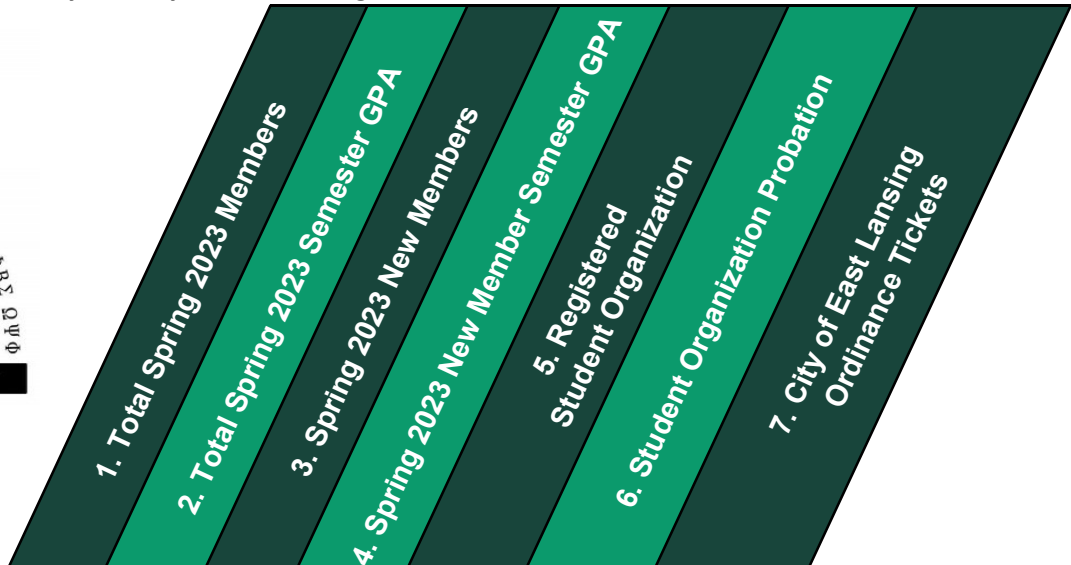 1. Total Spring 2023 Members
2. Total Spring 2023 Semester GPA
3. Spring 2023 New Members
4. Spring 2023 New Member Semester GPA
5. Registered
Student Organization
6. Student Organization Probation
7. City of East Lansing
Ordinance Tickets